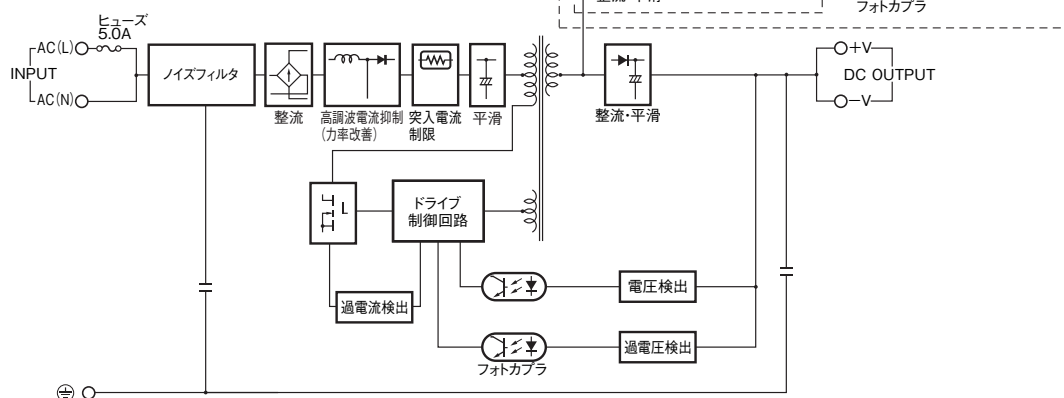 整流・平滑
フォトカプラ
ヒューズ
5.0A
AC(L)
INPUT
AC(N)
ノイズフィルタ
整流
高調波電流抑制
(力率改善)
突入電流
制限
平滑
整流・平滑
+V
DC OUTPUT
−V
L
ドライブ
制御回路
過電流検出
電圧検出
過電圧検出
フォトカプラ